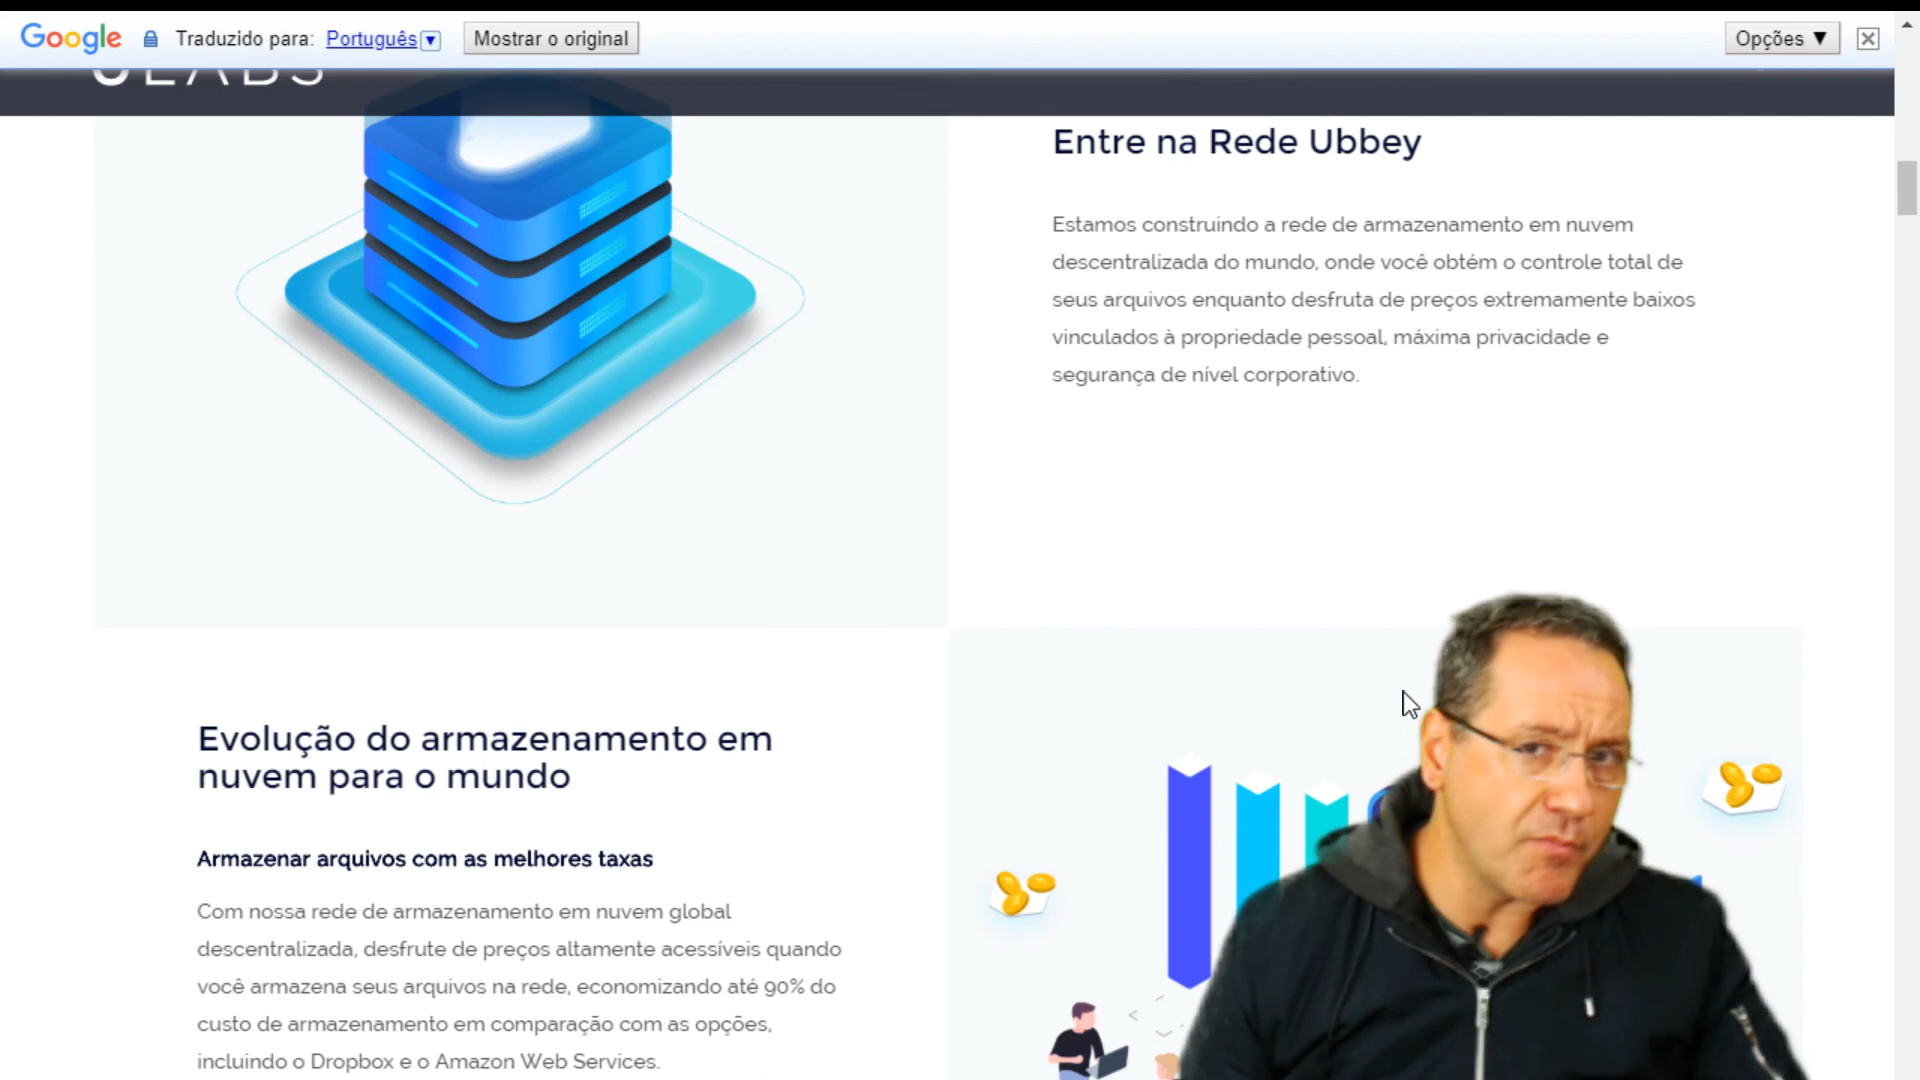 Google Traduzido para: Português Mostrar o original Opções ▼
Entre na Rede Ubbey
Estamos construindo a rede de armazenamento em nuvem
descentralizada do mundo, onde você obtém o controle total de
seus arquivos enquanto desfruta de preços extremamente baixos
vinculados à propriedade pessoal, máxima privacidade e
segurança de nível corporativo.
Evolução do armazenamento em
nuvem para o mundo
Armazenar arquivos com as melhores taxas
Com nossa rede de armazenamento em nuvem global
descentralizada, desfrute de preços altamente acessíveis quando
você armazena seus arquivos na rede, economizando até 90% do
custo de armazenamento em comparação com as opções,
incluindo o Dropbox e o Amazon Web Services.